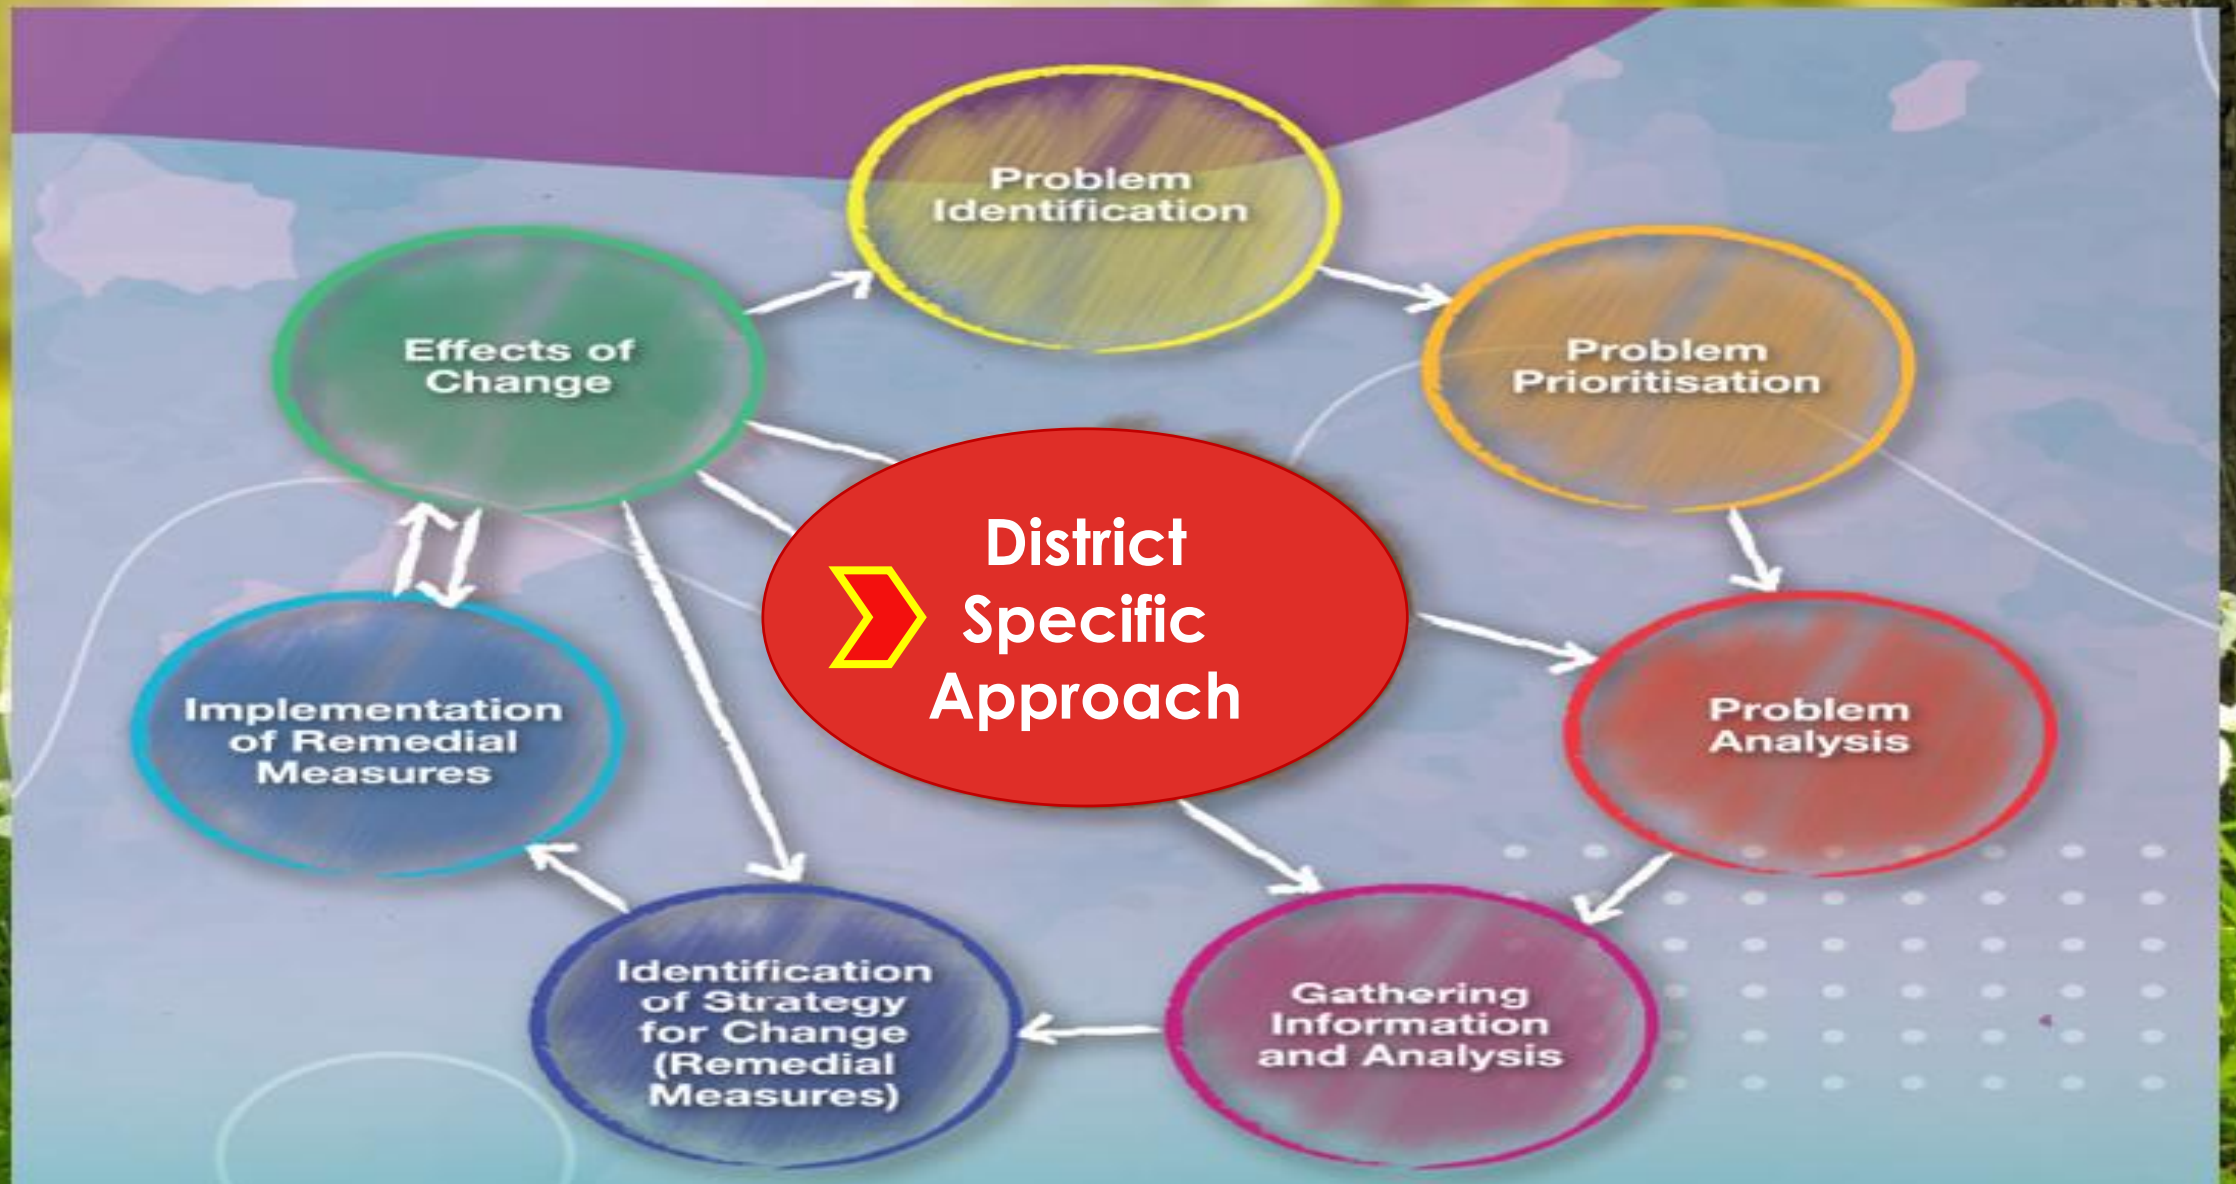 Problem
Identification
Problem
Prioritisation
Effects of
Change
District
Specific
Approach
Problem
Analysis
Implementation
of Remedial
Measures
Identification
of Strategy
for Change
(Remedial
Measures)
Gathering
Information
and Analysis